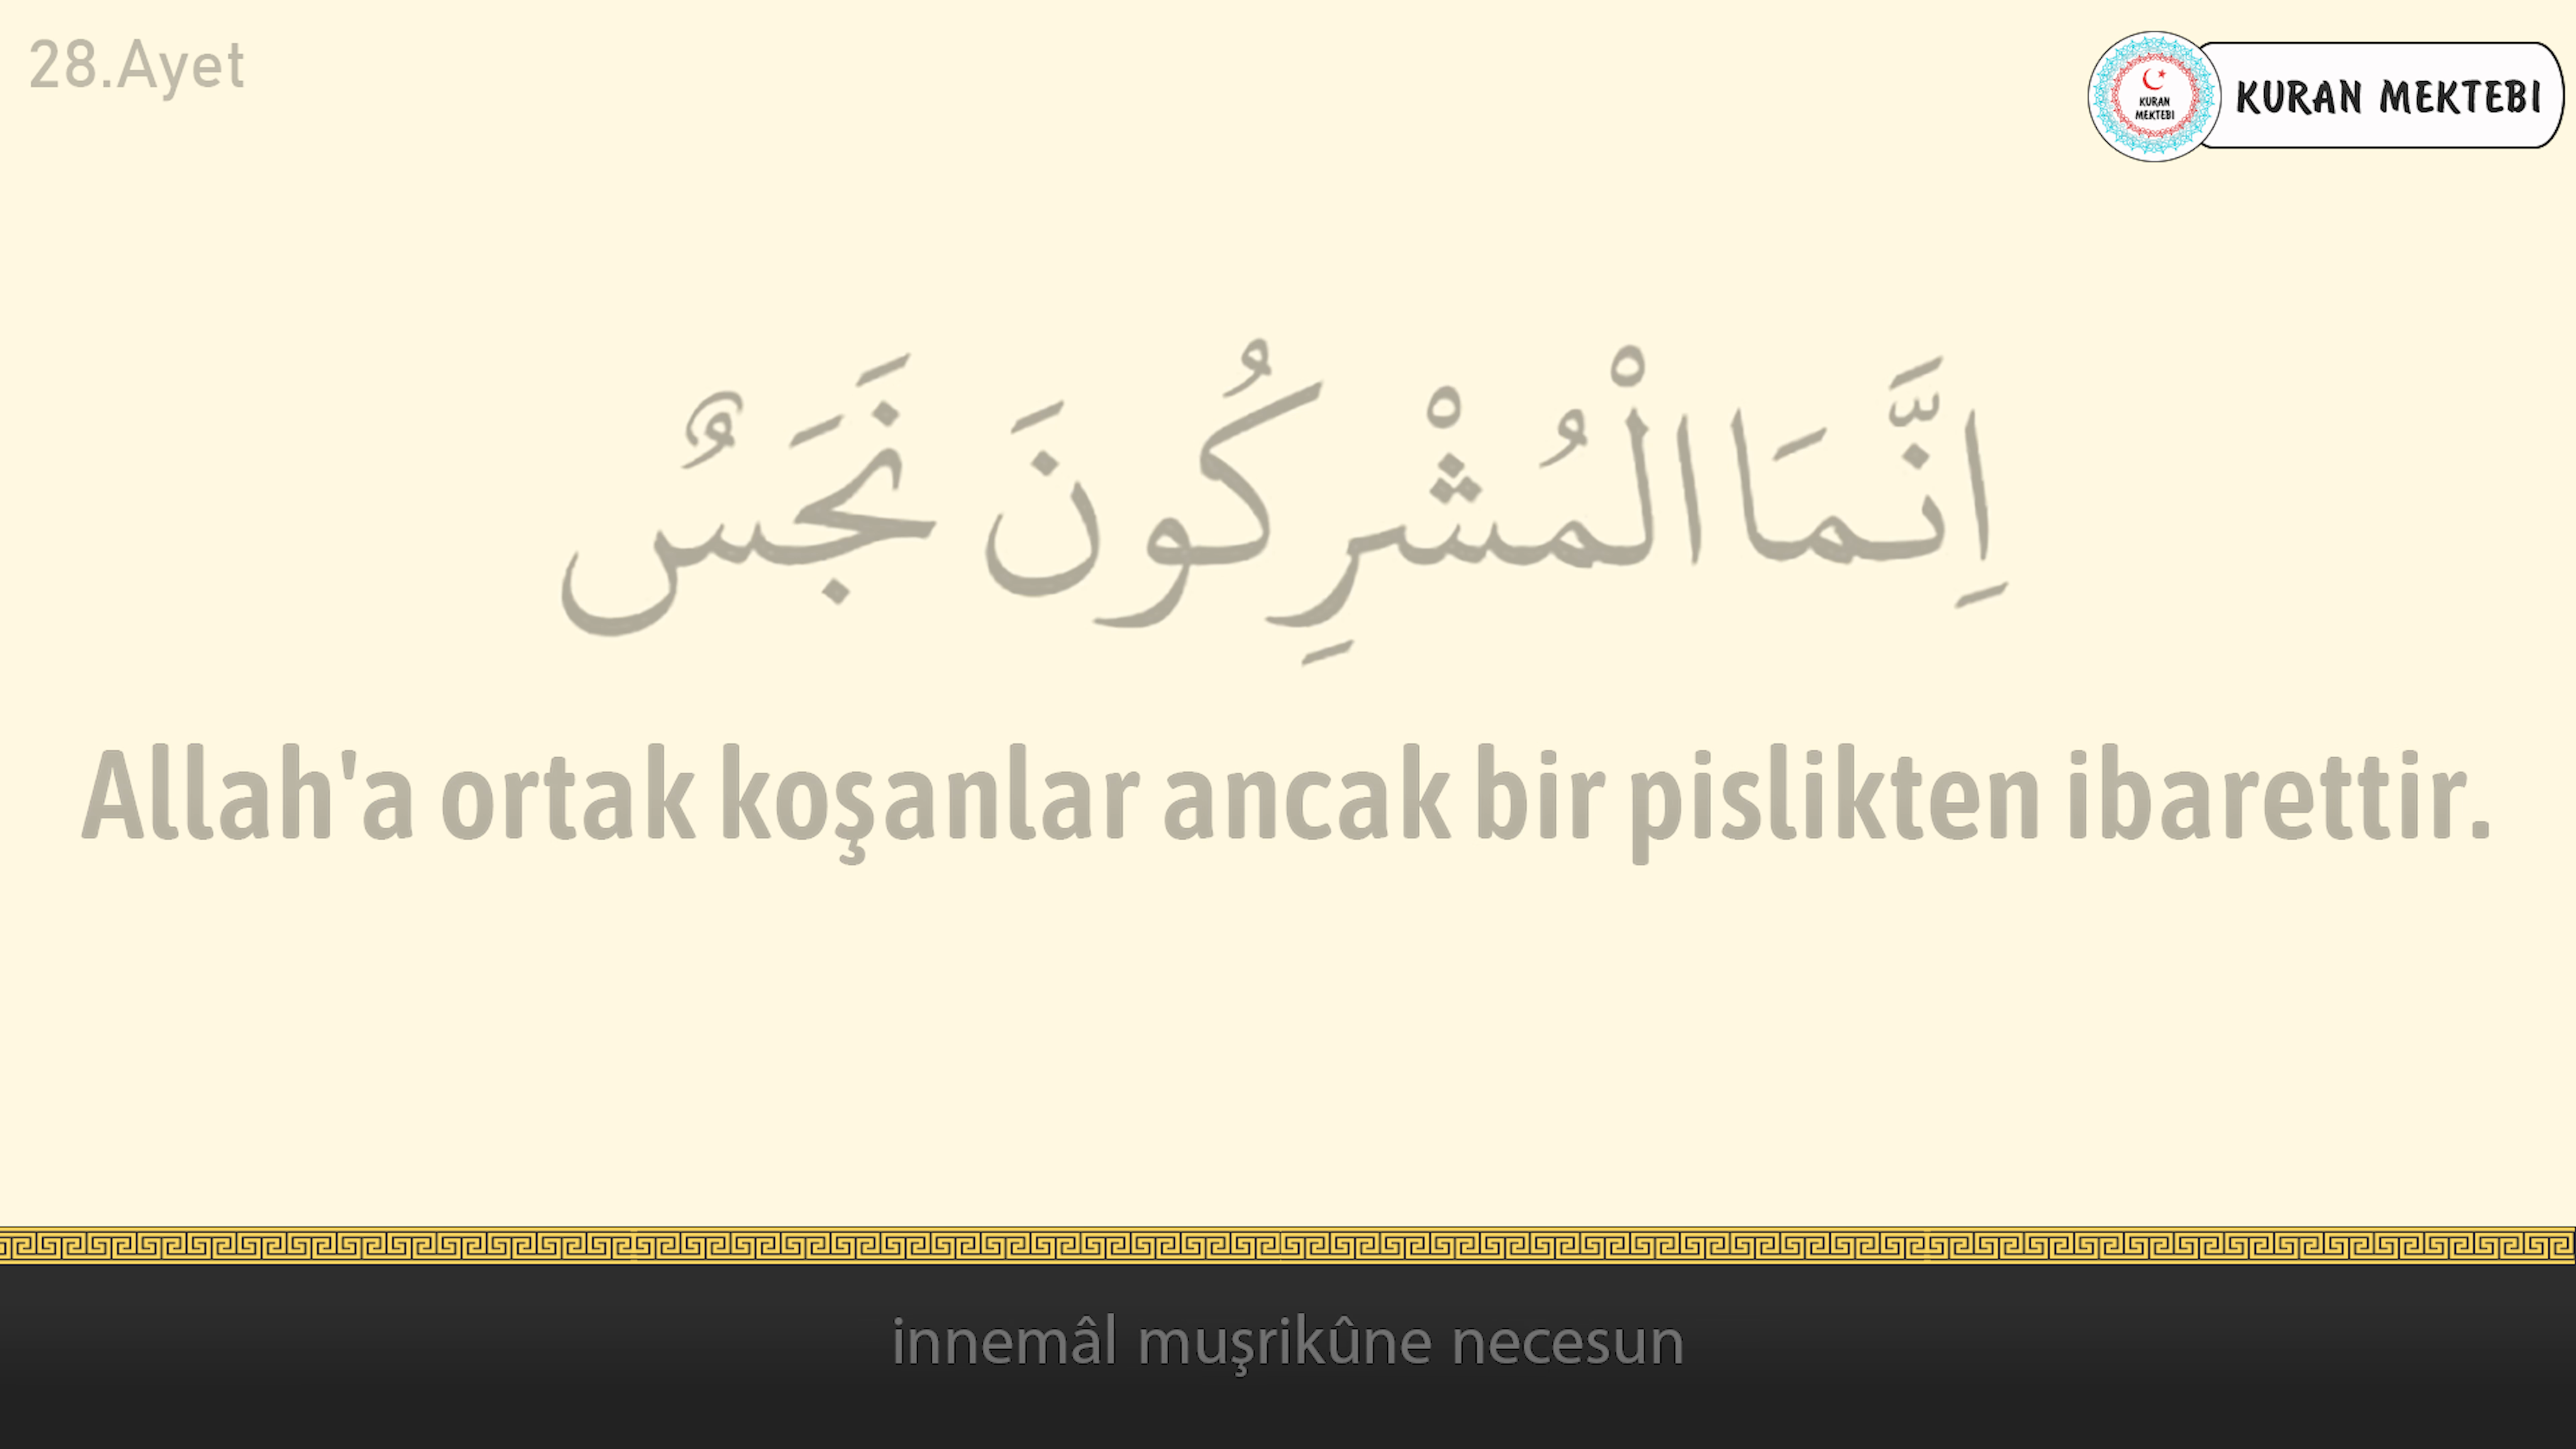 28.Ayet
KURAN
MEKTEBI
KURAN MEKTEBI
اِنَّمَا الْمُشْرِكُونَ نَجَسٌ
Allah'a ortak koşanlar ancak bir pislikten ibarettir.
innemâl muşrikûne necesun